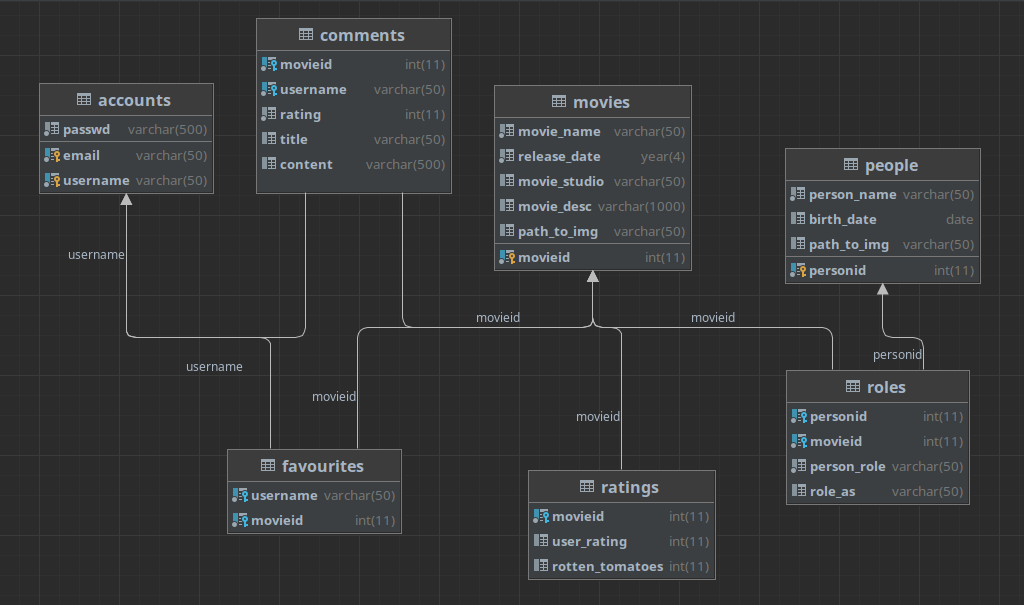 comments
movieid int(11)
username varchar(50)
rating int(11)
title varchar(50)
content varchar(500)
accounts
passwd varchar(500)
email varchar(50)
username varchar(50)
movies
movie_name varchar(50)
release_date year(4)
movie_studio varchar(50)
movie_desc varchar(1000)
path_to_img varchar(50)
movieid int(11)
people
person_name varchar(50)
birth_date date
path_to_img varchar(50)
personid int(11)
username
movieid
movieid
personid
username
movieid
movieid
roles
personid int(11)
movieid int(11)
person_role varchar(50)
role_as varchar(50)
favourites
username varchar(50)
movieid int(11)
ratings
movieid int(11)
user_rating int(11)
rotten_tomatoes int(11)